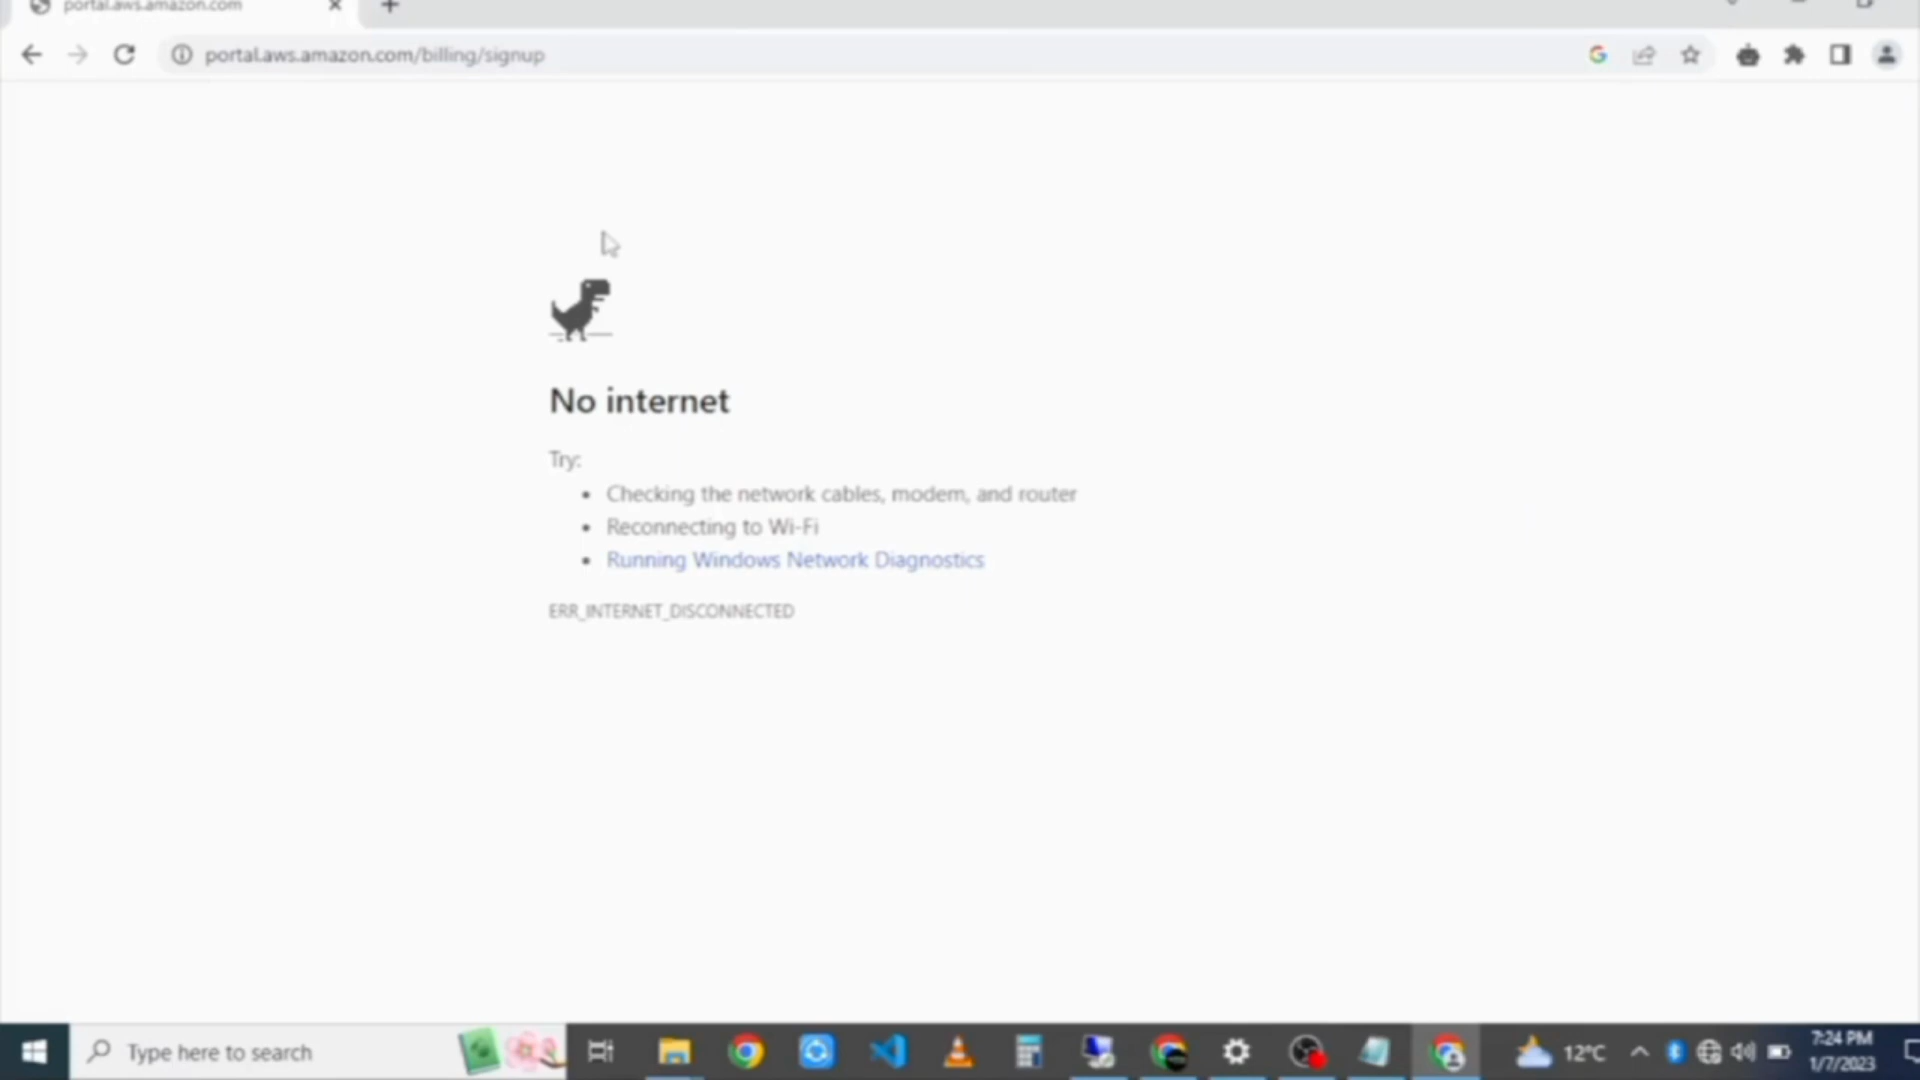 portal.aws.amazon.com
portal.aws.amazon.com/billing/signup
No internet
Try:
Checking the network cables, modem, and router
Reconnecting to Wi-Fi
Running Windows Network Diagnostics
ERR_INTERNET_DISCONNECTED
Type here to search
12°C
7:24 PM
1/7/2023